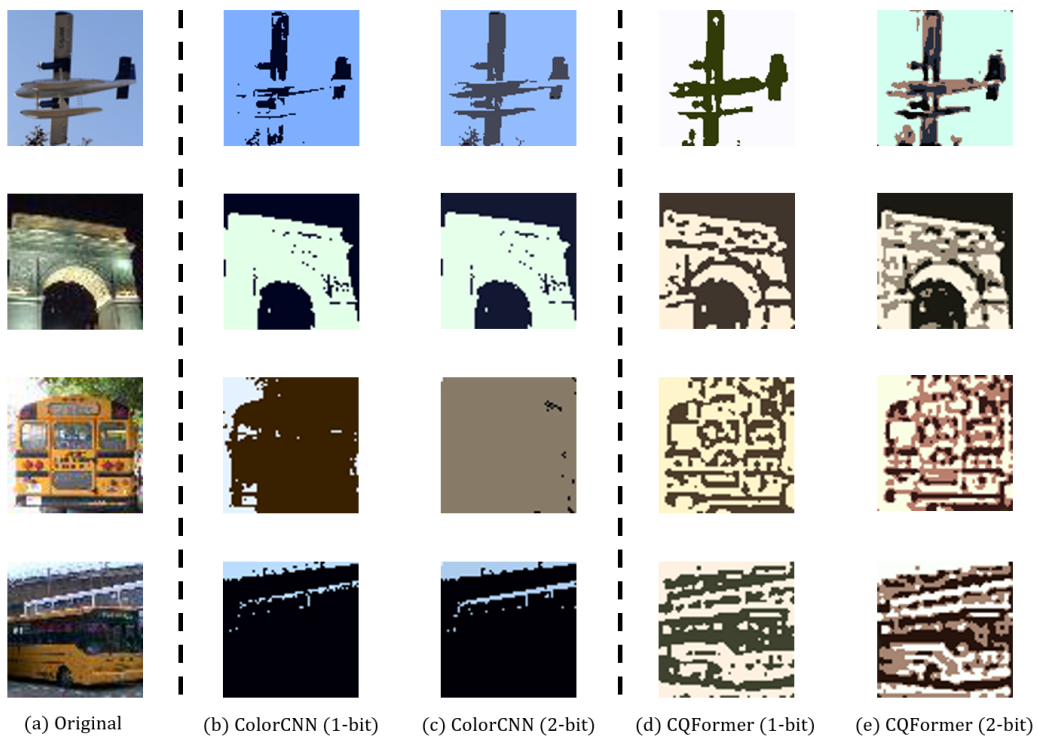 (a) Original
(b) ColorCNN (1-bit)
(c) ColorCNN (2-bit)
(d) CQFormer (1-bit)
(e) CQFormer (2-bit)